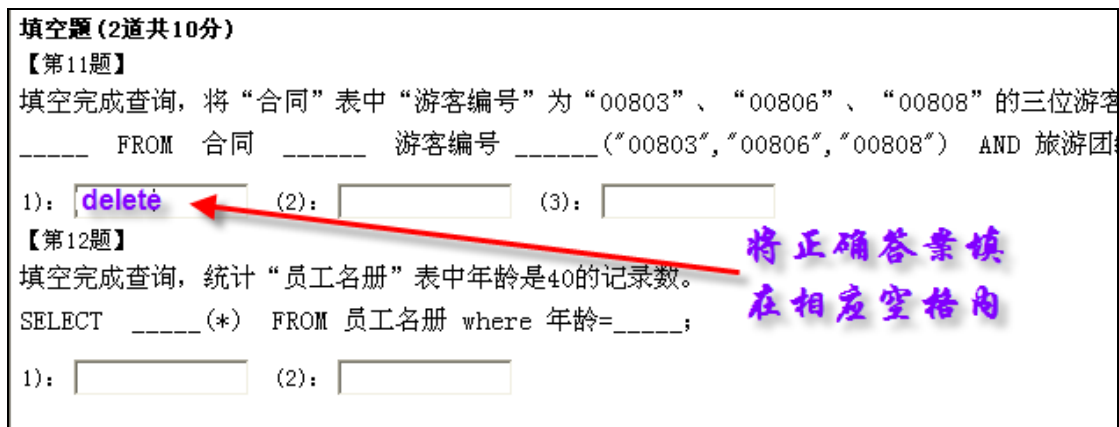 填空题(2道共10分)
【第11题】
填空完成查询，将“合同”表中“游客编号”为“00803”、“00806”、“00808”的三位游客
_____ FROM 合同 ______ 游客编号 ______("00803","00806","00808") AND 旅游团
1)： delete (2)： (3)：
【第12题】
将正确答案填
填空完成查询，统计“员工名册”表中年龄是40的记录数。
在相应空格内
SELECT _____(*) FROM 员工名册 where 年龄=_____;
1)： (2)：